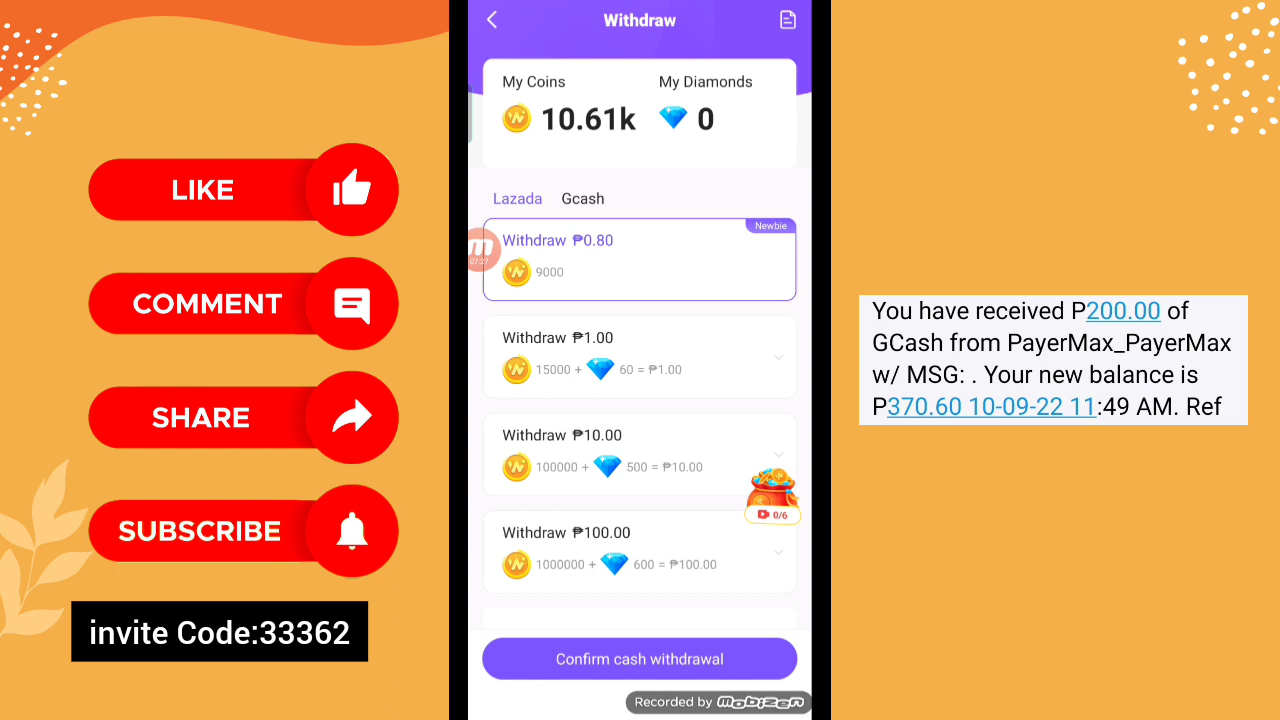 LIKE
COMMENT
SHARE
SUBSCRIBE
invite Code:33362
Withdraw
My Coins
My Diamonds
10.61k
0
Lazada
Gcash
Newbie
Withdraw ₱0.80
9000
07:27
Withdraw ₱1.00
15000 + 60 = ₱1.00
Withdraw ₱10.00
100000 + 500 = ₱10.00
0/6
Withdraw ₱100.00
1000000 + 600 = ₱100.00
Confirm cash withdrawal
Recorded by mobizen
You have received P200.00 of
GCash from PayerMax_PayerMax
w/ MSG: . Your new balance is
P370.60 10-09-22 11:49 AM. Ref